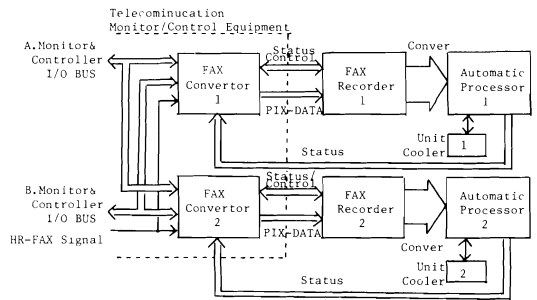 Telecominucation
Monitor/Control Equipment
A.Monitor&
Controller
I/O BUS
FAX
Convertor
1
Status
Control
PIX-DATA
FAX
Recorder
1
Conver
Automatic
Processor
1
Unit
Cooler
1
Status
B.Monitor&
Controller
I/O BUS
HR-FAX Signal
FAX
Convertor
2
Status/
Control
PIX-DATA
FAX
Recorder
2
Conver
Automatic
Processor
2
Unit
Cooler
2
Status